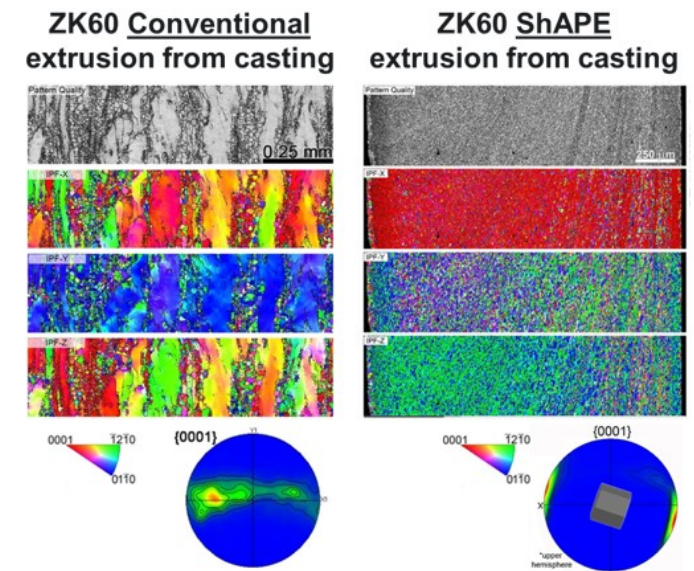 ZK60 Conventional
extrusion from casting
ZK60 ShAPE
extrusion from casting
Pattern Quality
0.25 mm
IPF-X
IPF-Y
IPF-Z
Pattern Quality
250 µm
IPF-X
IPF-Y
IPF-Z
0001
1̅21̅0
011̅0
{0001}
Y1
0001
1̅21̅0
011̅0
{0001}
X
*upper
hemisphere